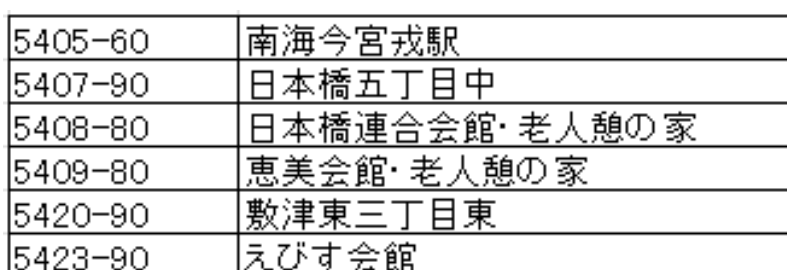 5405-60 南海今宮戎駅
5407-90 日本橋五丁目中
5408-80 日本橋連合会館・老人憩の家
5409-80 恵美会館・老人憩の家
5420-90 敷津東三丁目東
5423-90 えびす会館